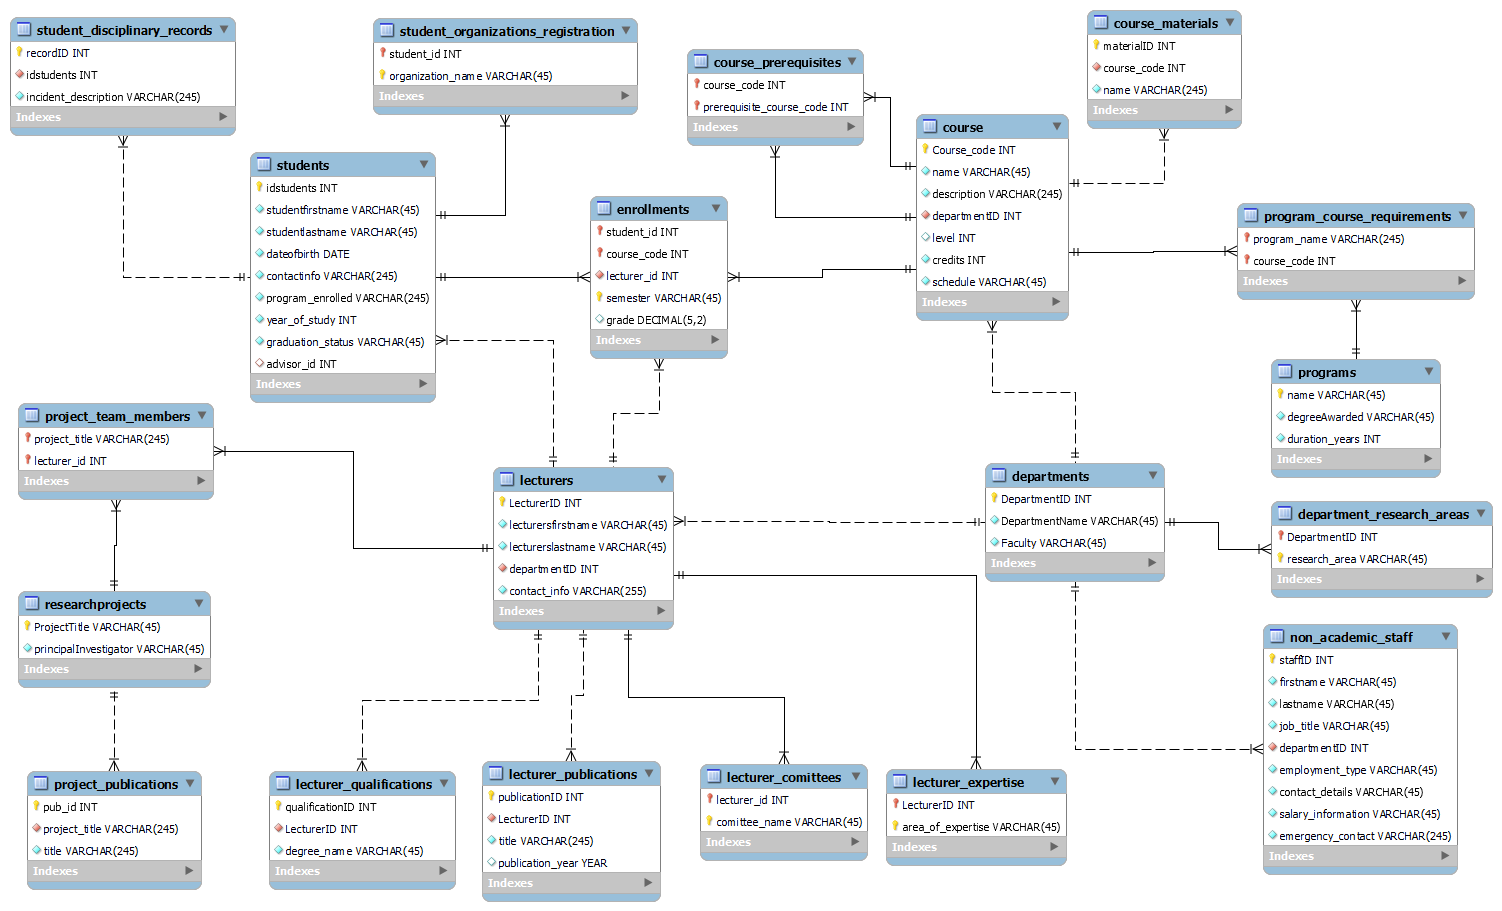 student_disciplinary_records
recordID INT
idstudents INT
incident_description VARCHAR(245)
Indexes
student_organizations_registration
student_id INT
organization_name VARCHAR(45)
Indexes
course_prerequisites
course_code INT
prerequisite_course_code INT
Indexes
course_materials
materialID INT
course_code INT
name VARCHAR(245)
Indexes
students
idstudents INT
studentfirstname VARCHAR(45)
studentlastname VARCHAR(45)
dateofbirth DATE
contactinfo VARCHAR(245)
program_enrolled VARCHAR(245)
year_of_study INT
graduation_status VARCHAR(45)
advisor_id INT
Indexes
enrollments
student_id INT
course_code INT
lecturer_id INT
semester VARCHAR(45)
grade DECIMAL(5,2)
Indexes
course
Course_code INT
name VARCHAR(45)
description VARCHAR(245)
departmentID INT
level INT
credits INT
schedule VARCHAR(45)
Indexes
program_course_requirements
program_name VARCHAR(245)
course_code INT
Indexes
programs
name VARCHAR(45)
degreeAwarded VARCHAR(45)
duration_years INT
Indexes
project_team_members
project_title VARCHAR(245)
lecturer_id INT
Indexes
lecturers
LecturerID INT
lecturersfirstname VARCHAR(45)
lecturerslastname VARCHAR(45)
departmentID INT
contact_info VARCHAR(255)
Indexes
departments
DepartmentID INT
DepartmentName VARCHAR(45)
Faculty VARCHAR(45)
Indexes
department_research_areas
DepartmentID INT
research_area VARCHAR(45)
Indexes
researchprojects
ProjectTitle VARCHAR(45)
principalInvestigator VARCHAR(45)
Indexes
non_academic_staff
staffID INT
firstname VARCHAR(45)
lastname VARCHAR(45)
job_title VARCHAR(45)
departmentID INT
employment_type VARCHAR(45)
contact_details VARCHAR(45)
salary_information VARCHAR(45)
emergency_contact VARCHAR(245)
Indexes
project_publications
pub_id INT
project_title VARCHAR(245)
title VARCHAR(245)
Indexes
lecturer_qualifications
qualificationID INT
LecturerID INT
degree_name VARCHAR(45)
Indexes
lecturer_publications
publicationID INT
LecturerID INT
title VARCHAR(245)
publication_year YEAR
Indexes
lecturer_comittees
lecturer_id INT
comittee_name VARCHAR(45)
Indexes
lecturer_expertise
LecturerID INT
area_of_expertise VARCHAR(45)
Indexes